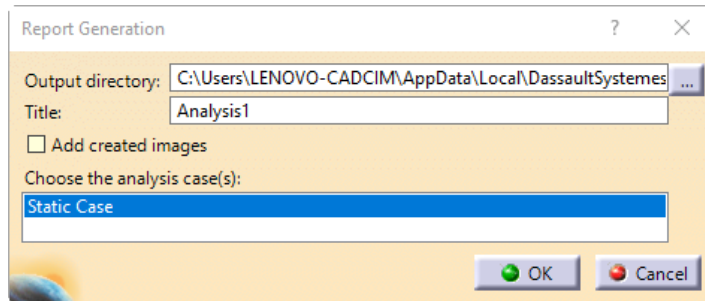 Report Generation ?
Output directory: C:\Users\LENOVO-CADCIM\AppData\Local\DassaultSystemes ...
Title: Analysis1
Add created images
Choose the analysis case(s):
Static Case
OK Cancel